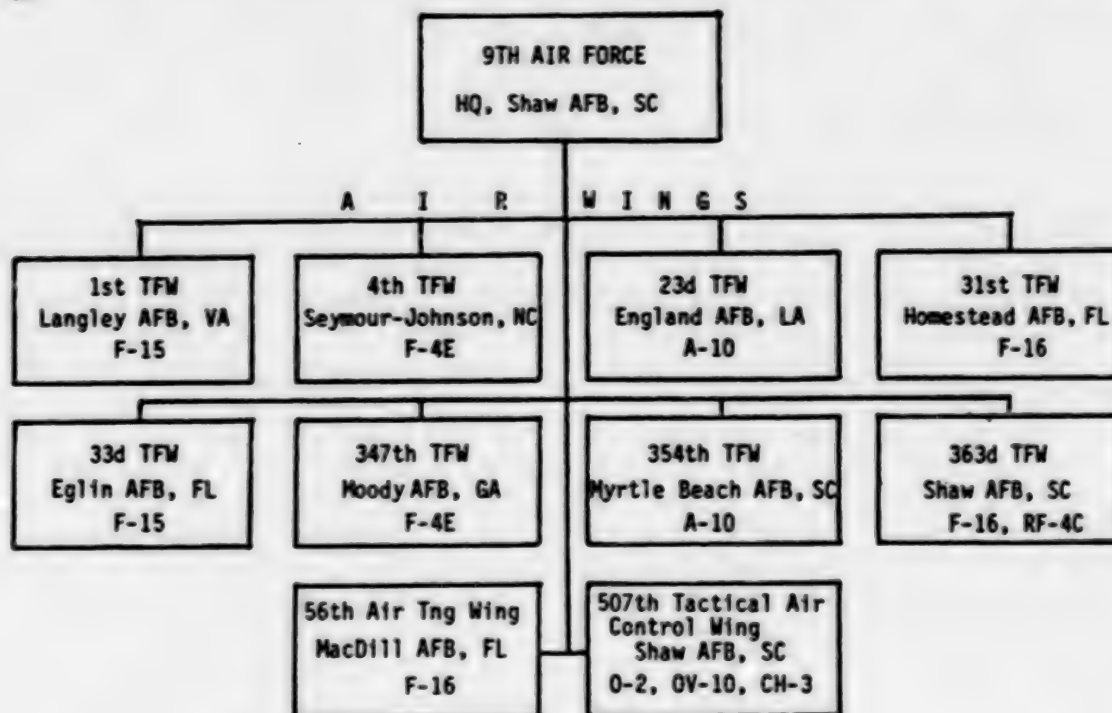 9TH AIR FORCE
HQ, Shaw AFB, SC
A I R W I N G S
1st TFW
Langley AFB, VA
F-15
4th TFW
Seymour-Johnson, NC
F-4E
23d TFW
England AFB, LA
A-10
31st TFW
Homestead AFB, FL
F-16
33d TFW
Eglin AFB, FL
F-15
347th TFW
Moody AFB, GA
F-4E
354th TFW
Myrtle Beach AFB, SC
A-10
363d TFW
Shaw AFB, SC
F-16, RF-4C
56th Air Tng Wing
MacDill AFB, FL
F-16
507th Tactical Air
Control Wing
Shaw AFB, SC
O-2, OV-10, CH-3